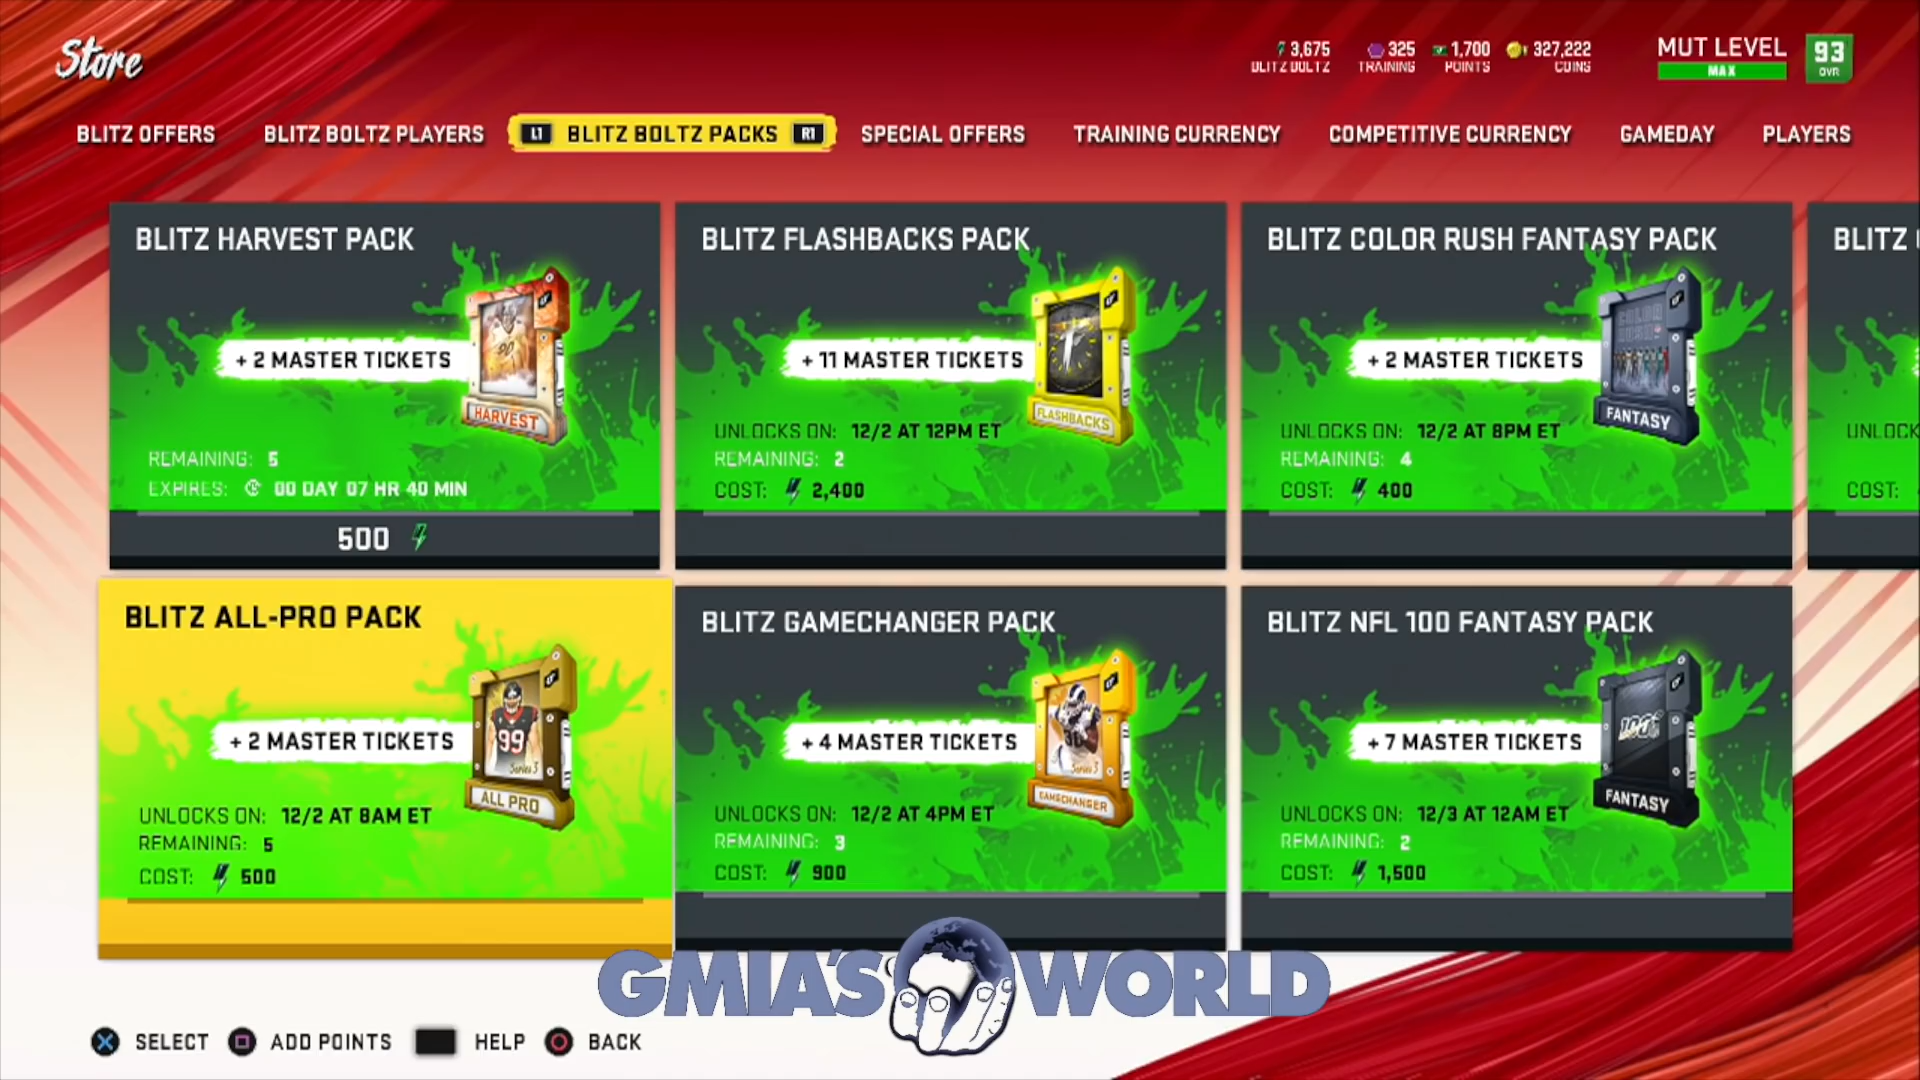 Store
3,675
BLITZ BOLTZ
325
TRAINING
1,700
POINTS
327,222
COINS
MUT LEVEL
MAX
93
OVR
BLITZ OFFERS
BLITZ BOLTZ PLAYERS
L1 BLITZ BOLTZ PACKS R1
SPECIAL OFFERS
TRAINING CURRENCY
COMPETITIVE CURRENCY
GAMEDAY
PLAYERS
BLITZ HARVEST PACK
+ 2 MASTER TICKETS
HARVEST
REMAINING: 5
EXPIRES: 00 DAY 07 HR 40 MIN
500
BLITZ FLASHBACKS PACK
+ 11 MASTER TICKETS
FLASHBACKS
UNLOCKS ON: 12/2 AT 12PM ET
REMAINING: 2
COST: 2,400
BLITZ COLOR RUSH FANTASY PACK
+ 2 MASTER TICKETS
COLOR
RUSH
FANTASY
UNLOCKS ON: 12/2 AT 8PM ET
REMAINING: 4
COST: 400
BLITZ
UNLOCK
COST:
BLITZ ALL-PRO PACK
+ 2 MASTER TICKETS
99
Series 3
ALL PRO
UNLOCKS ON: 12/2 AT 8AM ET
REMAINING: 5
COST: 500
BLITZ GAMECHANGER PACK
+ 4 MASTER TICKETS
Series 3
GAMECHANGER
UNLOCKS ON: 12/2 AT 4PM ET
REMAINING: 3
COST: 900
BLITZ NFL 100 FANTASY PACK
+ 7 MASTER TICKETS
100
FANTASY
UNLOCKS ON: 12/3 AT 12AM ET
REMAINING: 2
COST: 1,500
GMIA'S WORLD
SELECT
ADD POINTS
HELP
BACK